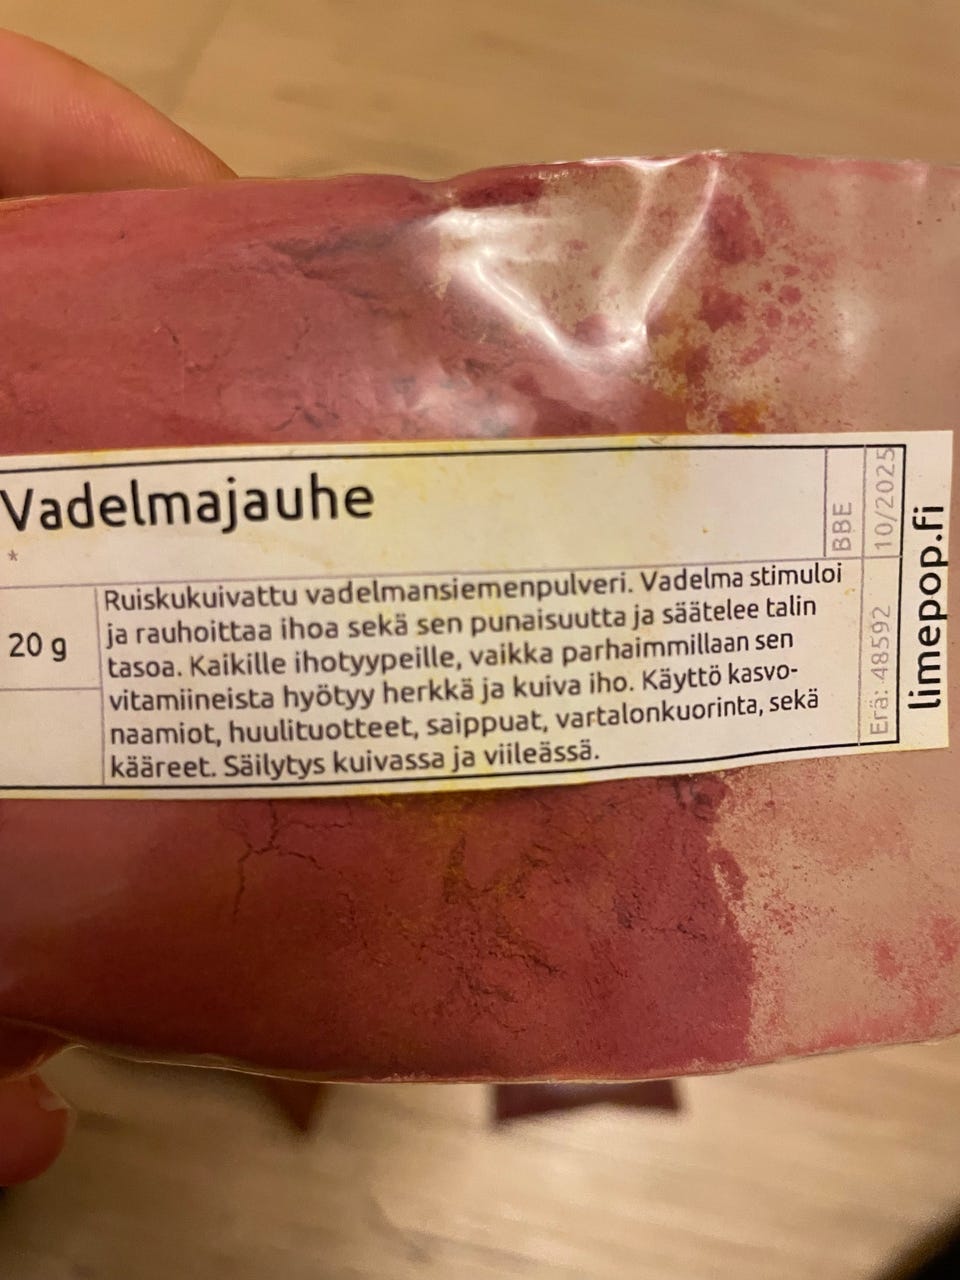 Vadelmajauhe
*
20 g
Ruiskukuivattu vadelmansiemenpulveri. Vadelma stimuloi
ja rauhoittaa ihoa sekä sen punaisuutta ja säätelee talin
tasoa. Kaikille ihotyypeille, vaikka parhaimmillaan sen
vitamiineista hyötyy herkkä ja kuiva iho. Käyttö kasvo-
naamiot, huulituotteet, saippuat, vartalonkuorinta, sekä
kääreet. Säilytys kuivassa ja viileässä.
BBE
10/2025
Erä: 48592
limepop.fi